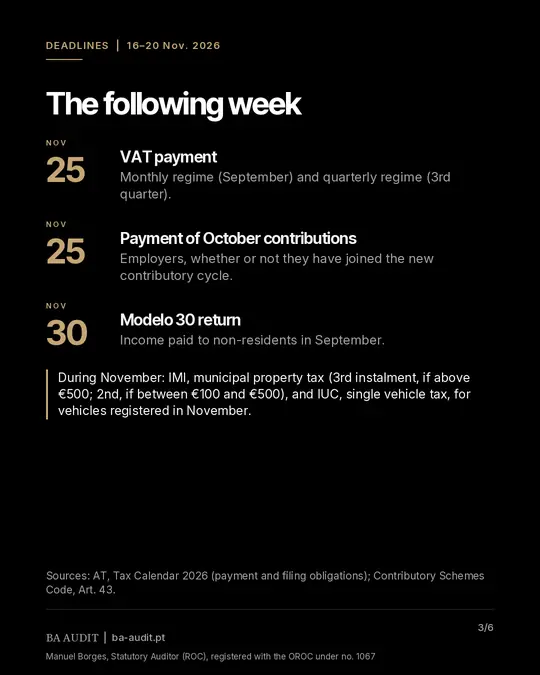 DEADLINES | 16–20 Nov. 2026
The following week
NOV
25
VAT payment
Monthly regime (September) and quarterly regime (3rd
quarter).
NOV
25
Payment of October contributions
Employers, whether or not they have joined the new
contributory cycle.
NOV
30
Modelo 30 return
Income paid to non-residents in September.
During November: IMI, municipal property tax (3rd instalment, if above
€500; 2nd, if between €100 and €500), and IUC, single vehicle tax, for
vehicles registered in November.
Sources: AT, Tax Calendar 2026 (payment and filing obligations); Contributory Schemes
Code, Art. 43.
3/6
BA AUDIT | ba-audit.pt
Manuel Borges, Statutory Auditor (ROC), registered with the OROC under no. 1067